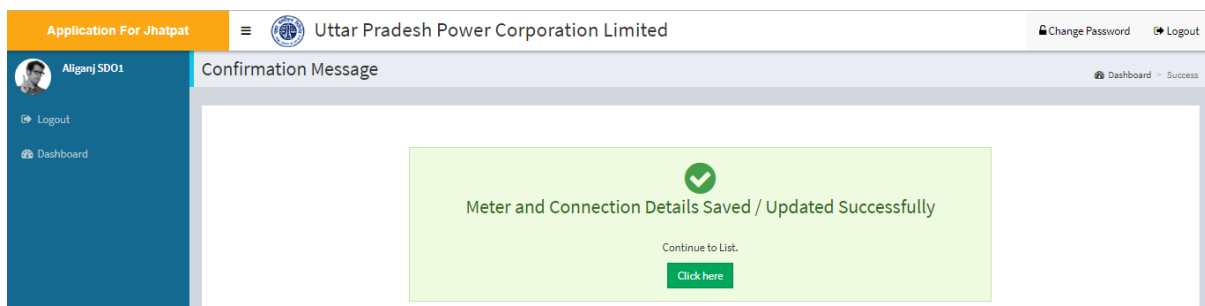 Application For Jhatpat
Uttar Pradesh Power Corporation Limited
Change Password
Logout
Aliganj SDO1
Confirmation Message
Dashboard > Success
Logout
Dashboard
Meter and Connection Details Saved / Updated Successfully
Continue to List.
Click here